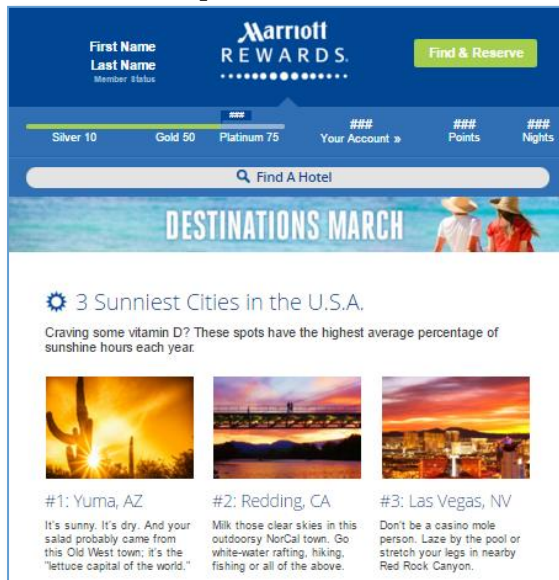 First Name
Last Name
Member Status
Marriott
REWARDS.
Find & Reserve
###
Silver 10
Gold 50
Platinum 75
###
Your Account »
###
Points
###
Nights
Find A Hotel
DESTINATIONS MARCH
3 Sunniest Cities in the U.S.A.
Craving some vitamin D? These spots have the highest average percentage of
sunshine hours each year.
#1: Yuma, AZ
It's sunny. It's dry. And your
salad probably came from
this Old West town; it's the
"lettuce capital of the world."
#2: Redding, CA
Milk those clear skies in this
outdoorsy NorCal town. Go
white-water rafting, hiking,
fishing or all of the above.
#3: Las Vegas, NV
Don't be a casino mole
person. Laze by the pool or
stretch your legs in nearby
Red Rock Canyon.